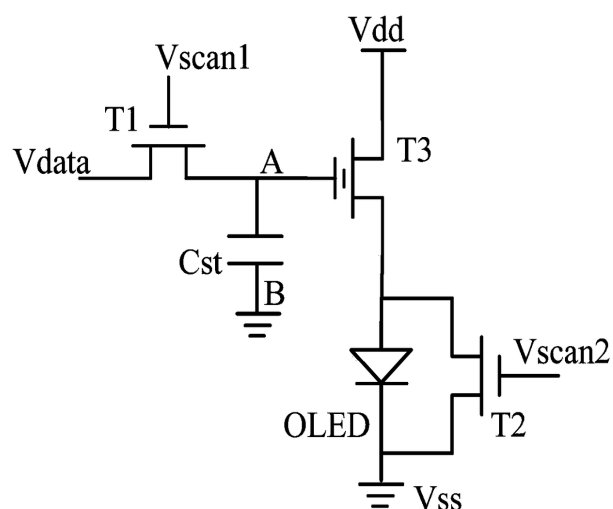 Vdd
Vscan1
T1
T3
Vdata
A
Cst
B
Vscan2
OLED
T2
Vss